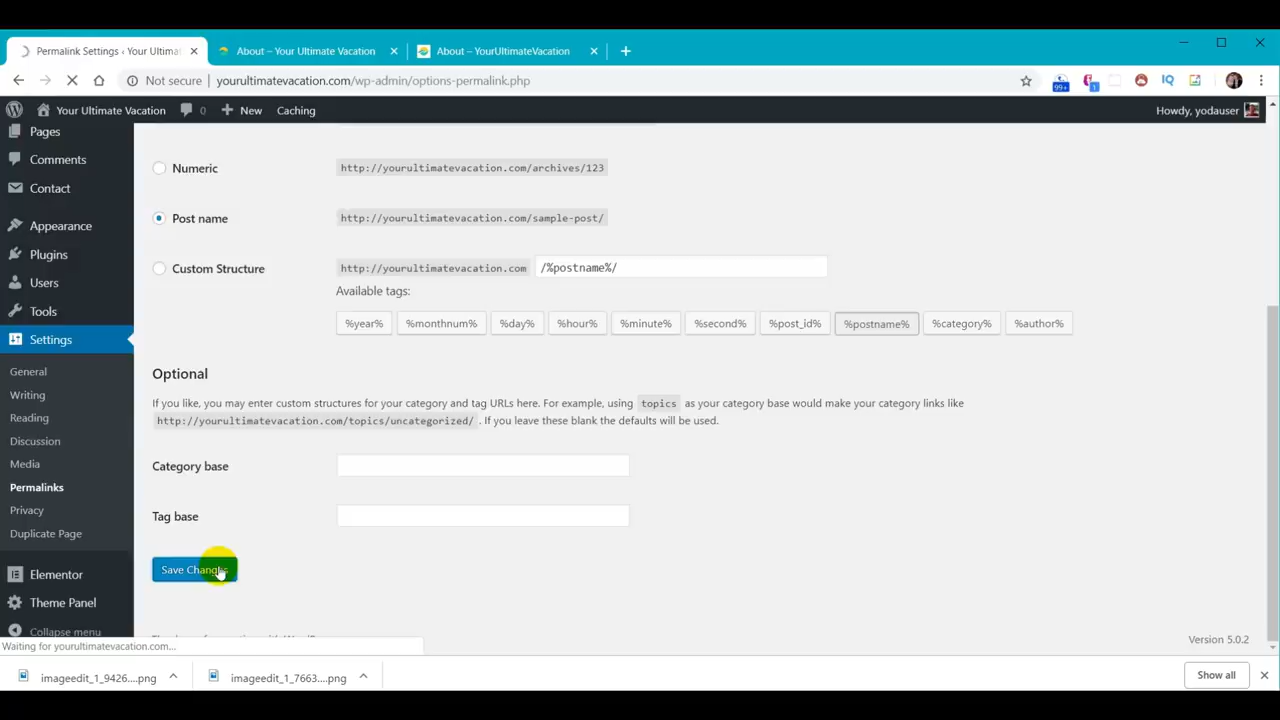 Permalink Settings ‹ Your Ultima
About – Your Ultimate Vacation
About – YourUltimateVacation
Not secure | yourultimatevacation.com/wp-admin/options-permalink.php
99+
1
IQ
Your Ultimate Vacation 0 New Caching Howdy, yodauser
Pages
Comments
Contact
Appearance
Plugins
Users
Tools
Settings
General
Writing
Reading
Discussion
Media
Permalinks
Privacy
Duplicate Page
Elementor
Theme Panel
Collapse menu
Numeric http://yourultimatevacation.com/archives/123
Post name http://yourultimatevacation.com/sample-post/
Custom Structure http://yourultimatevacation.com /%postname%/
Available tags:
%year% %monthnum% %day% %hour% %minute% %second% %post_id% %postname% %category% %author%
Optional
If you like, you may enter custom structures for your category and tag URLs here. For example, using topics as your category base would make your category links like
http://yourultimatevacation.com/topics/uncategorized/ . If you leave these blank the defaults will be used.
Category base
Tag base
Save Changes
Version 5.0.2
Waiting for yourultimatevacation.com...
imageedit_1_9426....png
imageedit_1_7663....png
Show all